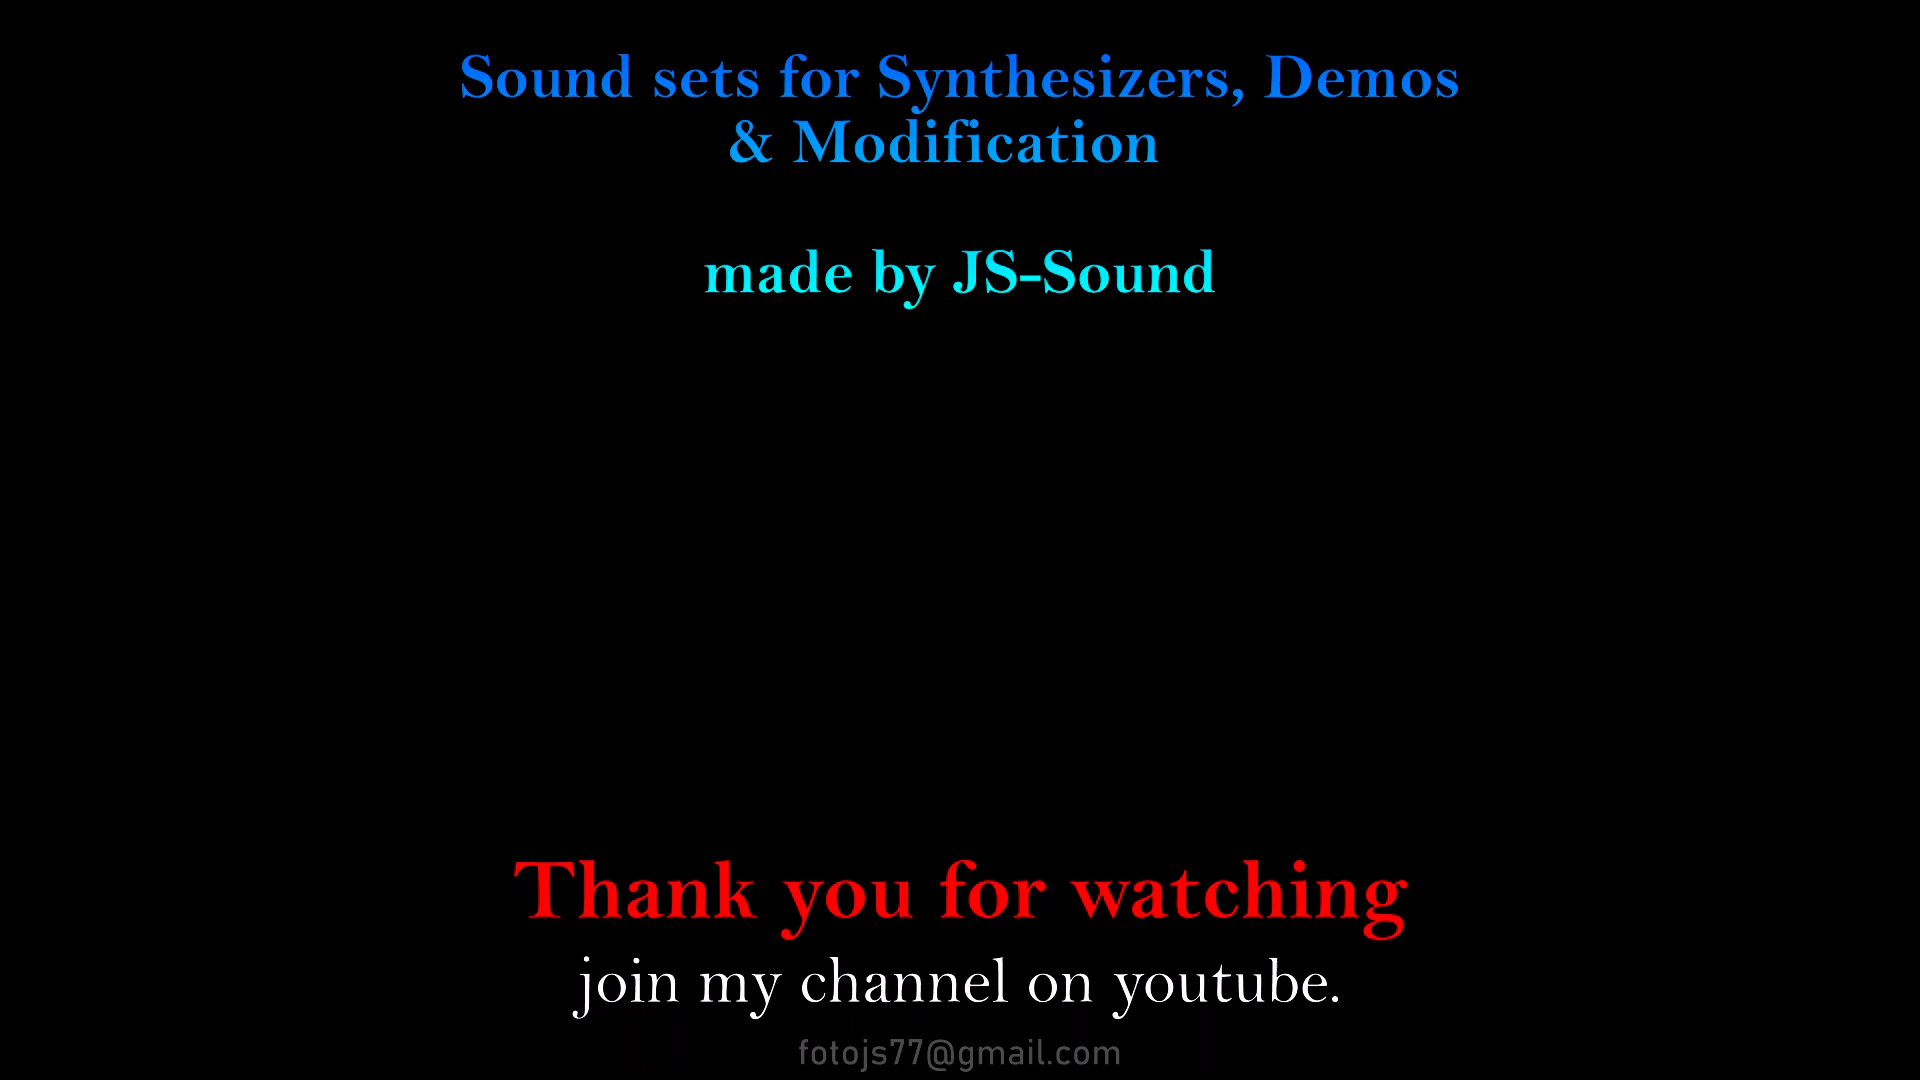 Sound sets for Synthesizers, Demos
& Modification
made by JS-Sound
Thank you for watching
join my channel on youtube.
fotojs77@gmail.com